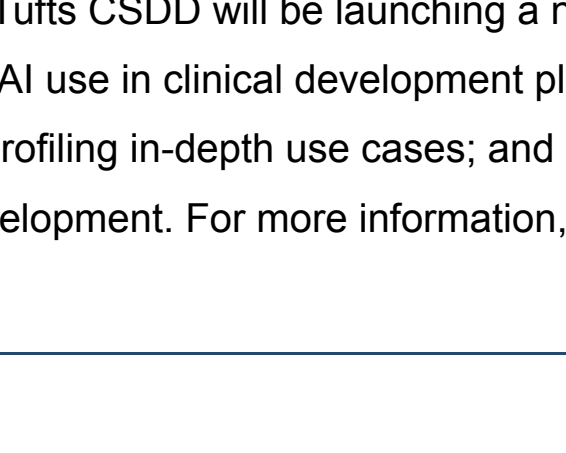 Tufts CSDD will be launching a n
AI use in clinical development pl
rofiling in-depth use cases; and
elopment. For more information,